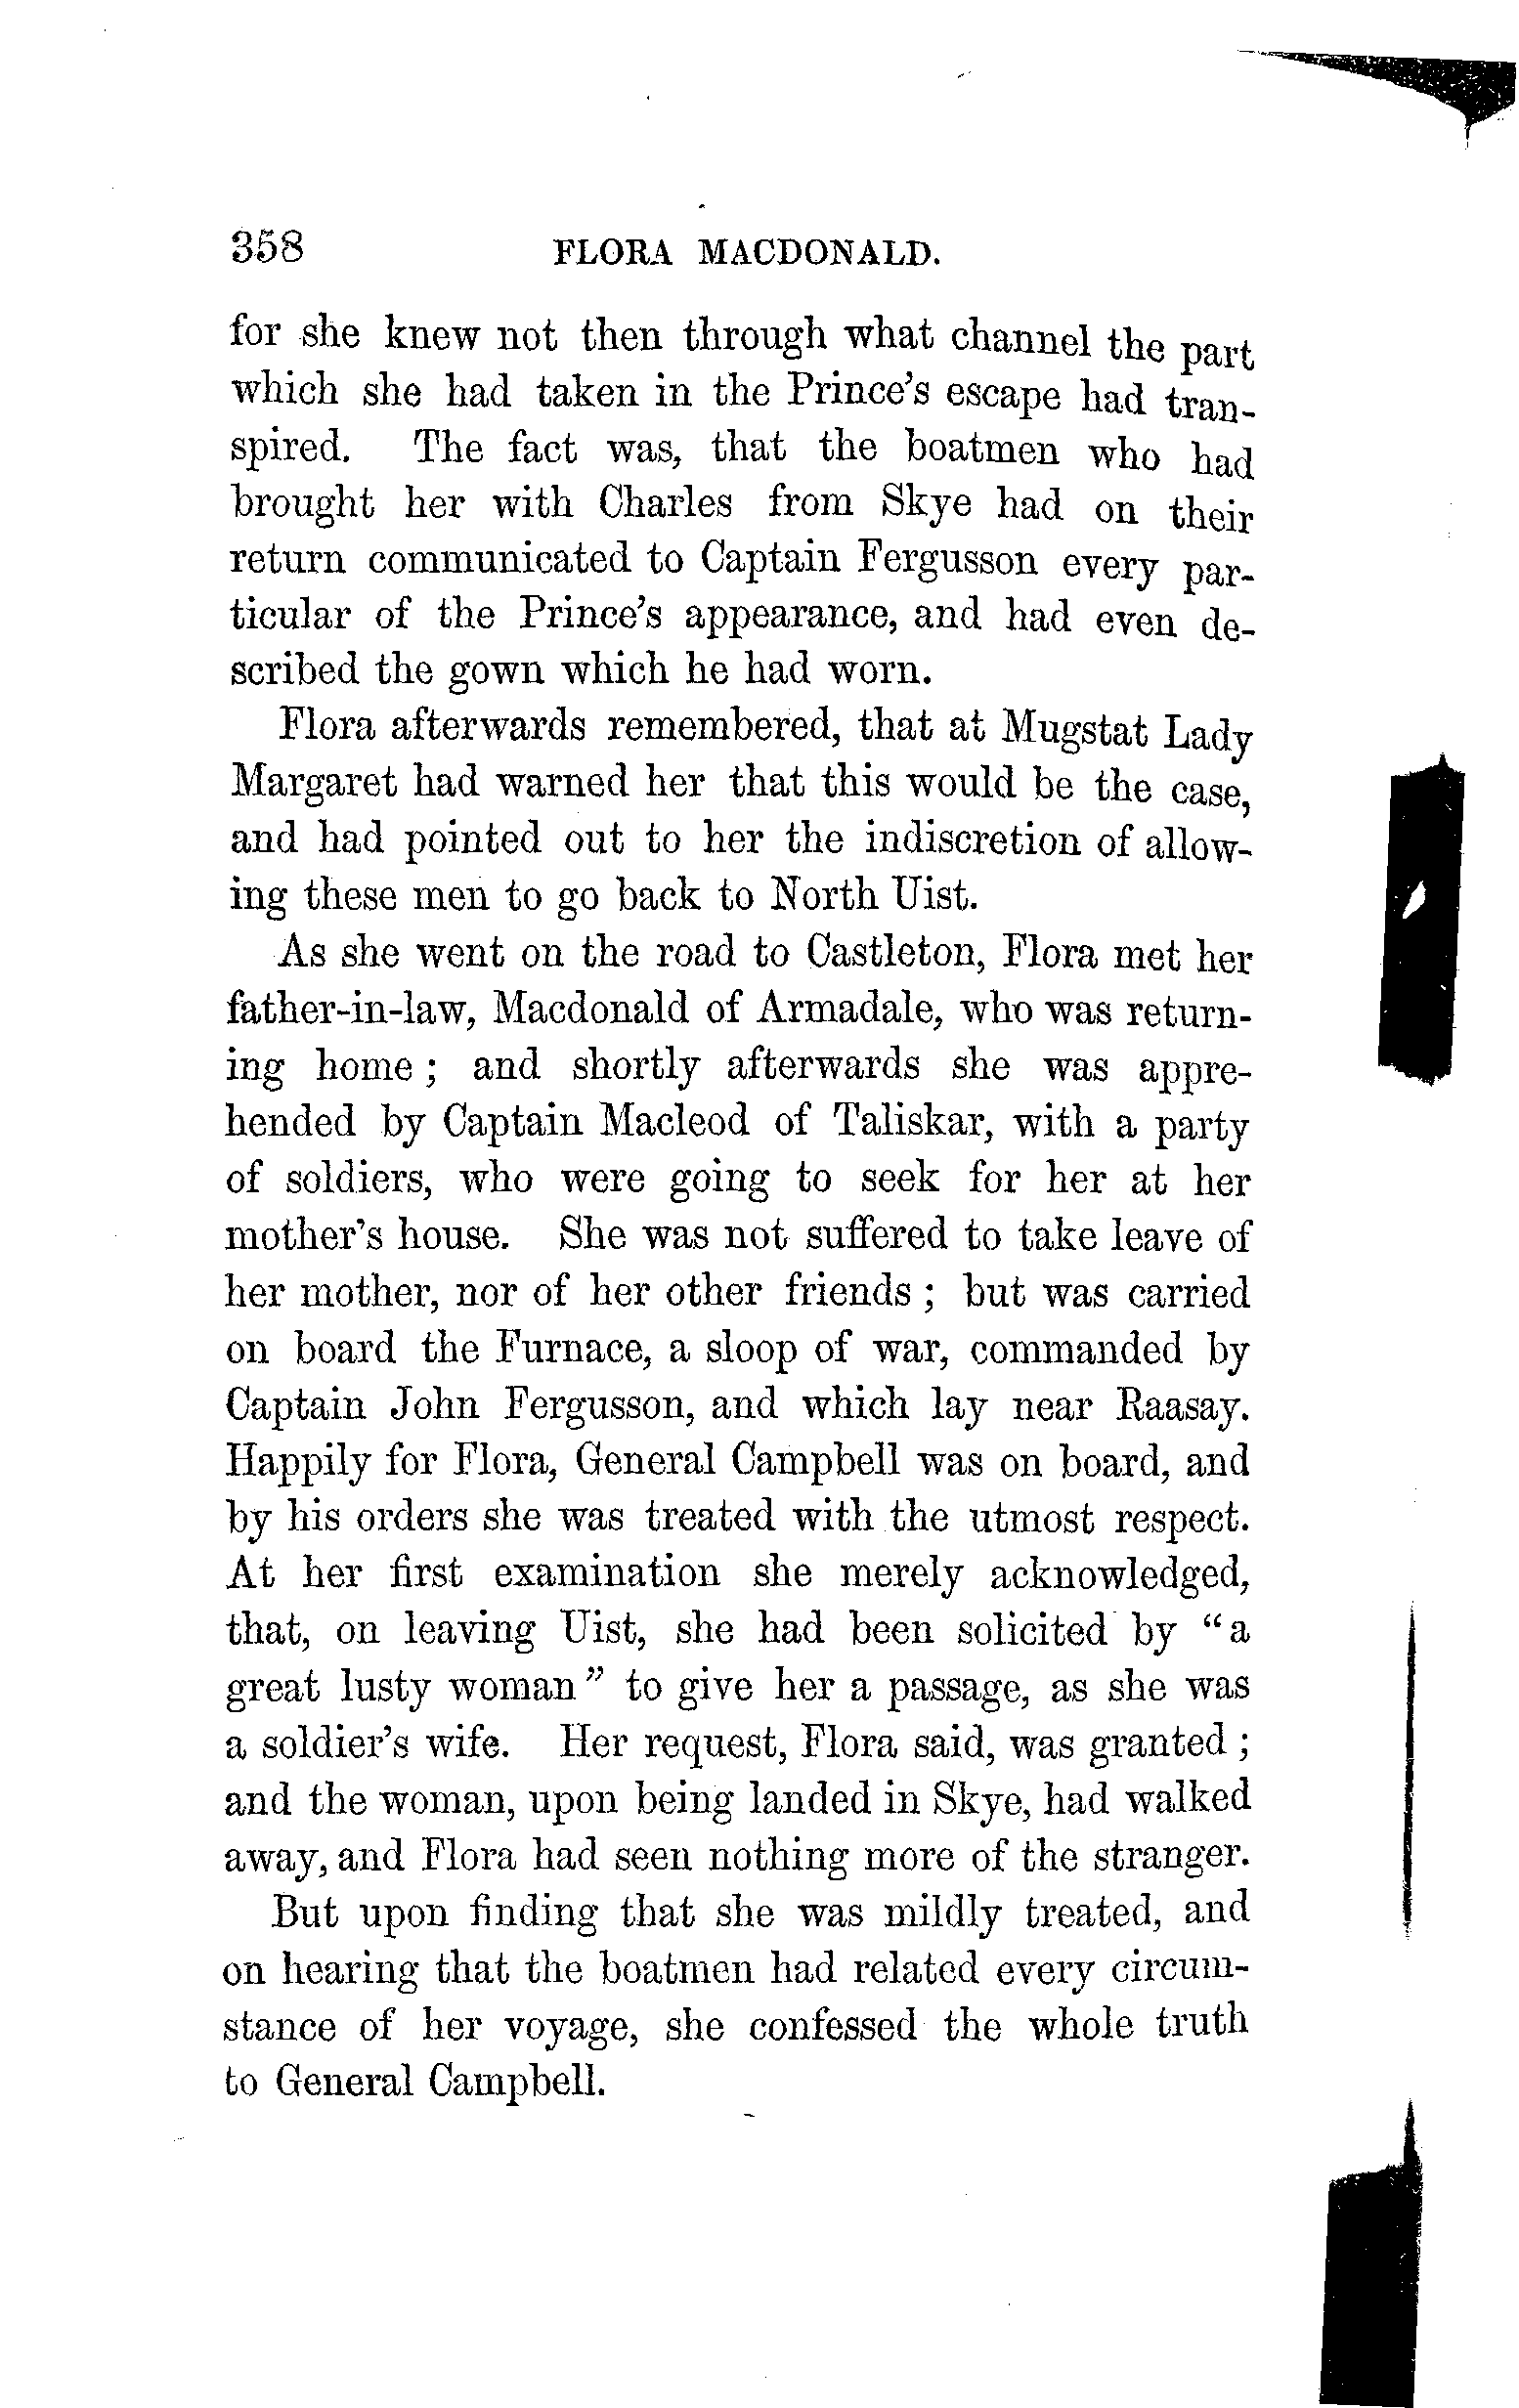 358 FLORA MACDONALD.
for she knew not then through what channel the part
which she had taken in the Prince's escape had tran-
spired. The fact was, that the boatmen who had
brought her with Charles from Skye had on their
return communicated to Captain Fergusson every par-
ticular of the Prince's appearance, and had even de-
scribed the gown which he had worn.
Flora afterwards remembered, that at Mugstat Lady
Margaret had warned her that this would be the case,
and had pointed out to her the indiscretion of allow-
ing these men to go back to North Uist.
As she went on the road to Castleton, Flora met her
father-in-law, Macdonald of Armadale, who was return-
ing home ; and shortly afterwards she was appre-
hended by Captain Macleod of Taliskar, with a party
of soldiers, who were going to seek for her at her
mother's house. She was not suffered to take leave of
her mother, nor of her other friends ; but was carried
on board the Furnace, a sloop of war, commanded by
Captain John Fergusson, and which lay near Raasay.
Happily for Flora, General Campbell was on board, and
by his orders she was treated with the utmost respect.
At her first examination she merely acknowledged,
that, on leaving Uist, she had been solicited by “a
great lusty woman” to give her a passage, as she was
a soldier's wife. Her request, Flora said, was granted ;
and the woman, upon being landed in Skye, had walked
away, and Flora had seen nothing more of the stranger.
But upon finding that she was mildly treated, and
on hearing that the boatmen had related every circum-
stance of her voyage, she confessed the whole truth
to General Campbell.